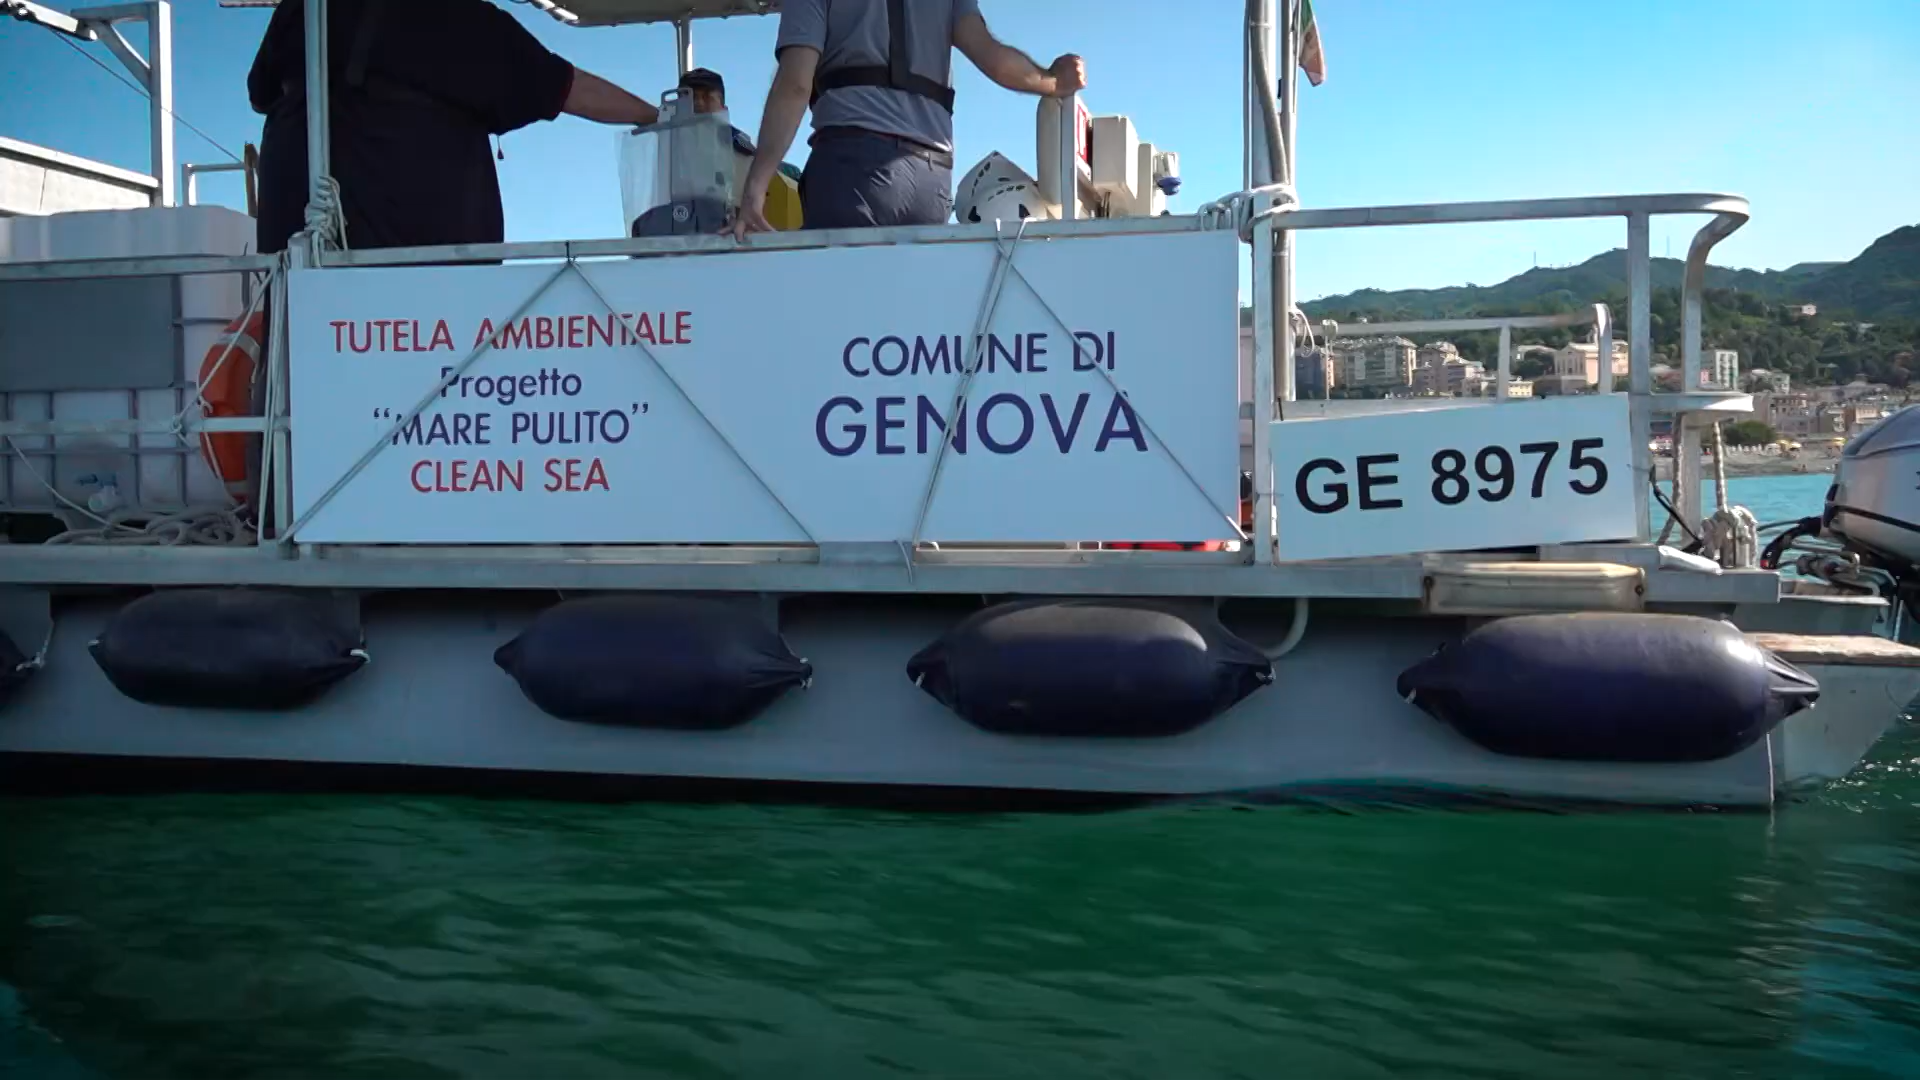 TUTELA AMBIENTALE
Progetto
“MARE PULITO”
CLEAN SEA
COMUNE DI
GENOVA
GE 8975